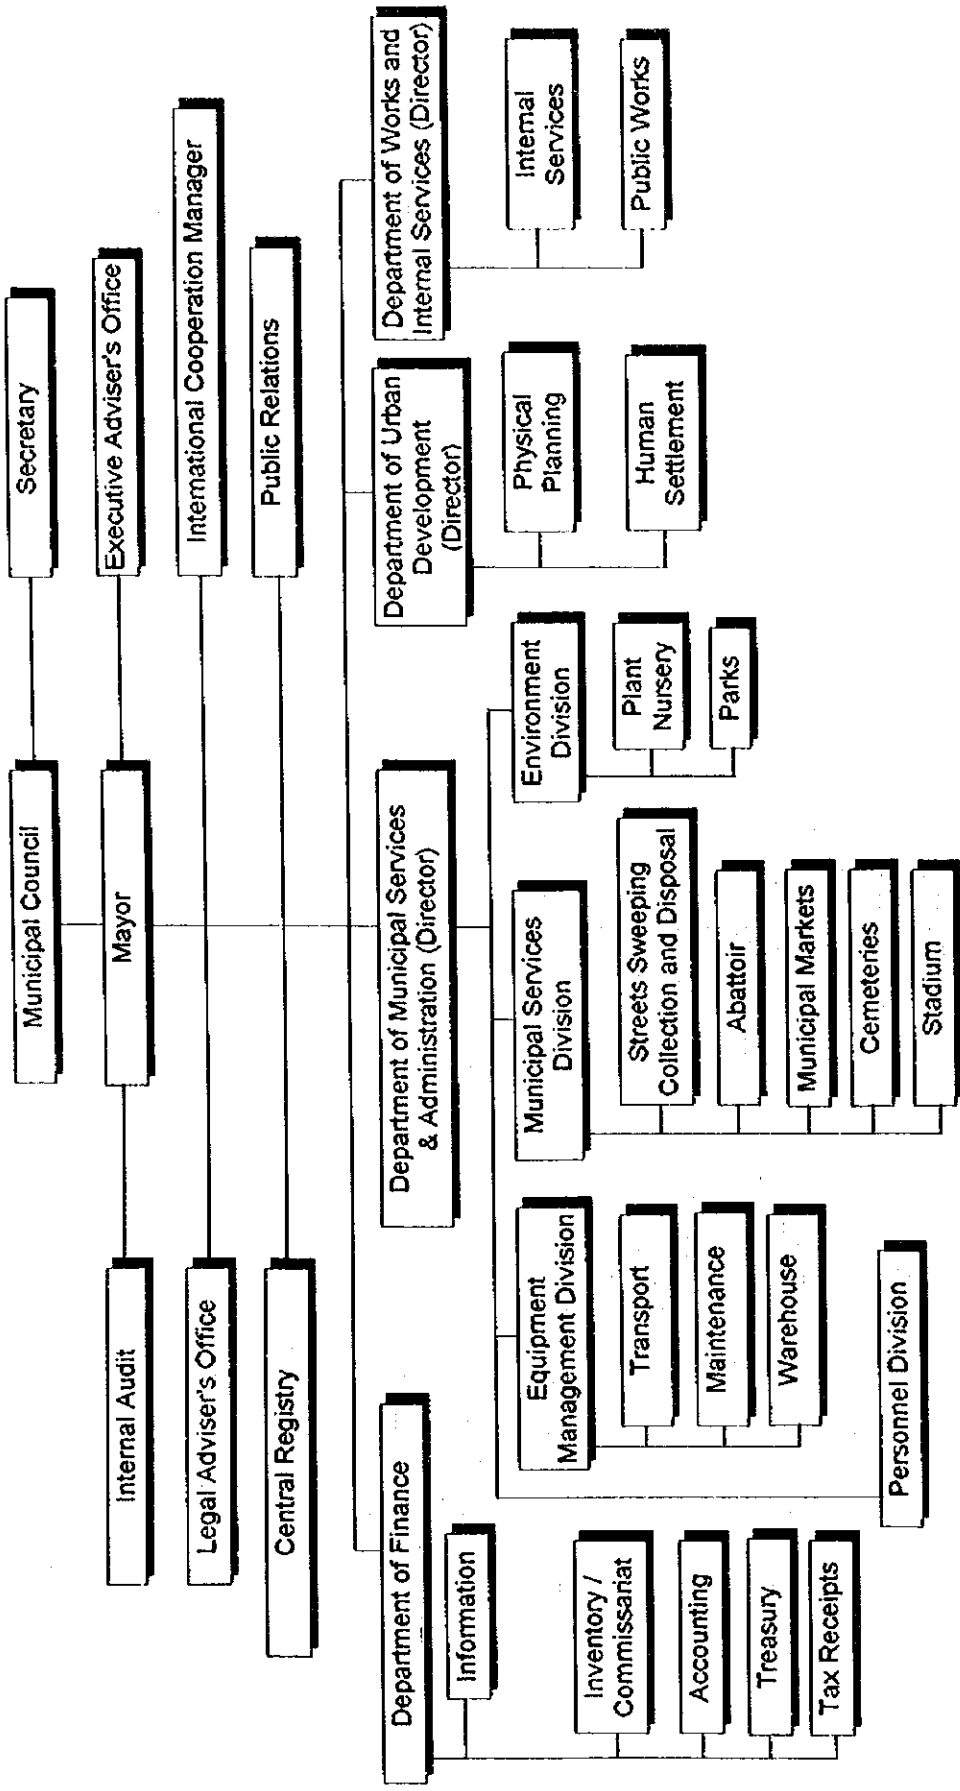 Municipal Council
Secretary
Internal Audit
Mayor
Executive Adviser's Office
Legal Adviser's Office
International Cooperation Manager
Central Registry
Public Relations
Department of Finance
Department of Municipal Services
& Administration (Director)
Department of Urban
Development
(Director)
Department of Works and
Internal Services (Director)
Information
Inventory /
Commissariat
Accounting
Treasury
Tax Receipts
Equipment
Management Division
Transport
Maintenance
Warehouse
Personnel Division
Municipal Services
Division
Streets Sweeping
Collection and Disposal
Abattoir
Municipal Markets
Cemeteries
Stadium
Environment
Division
Plant
Nursery
Parks
Physical
Planning
Human
Settlement
Internal
Services
Public Works